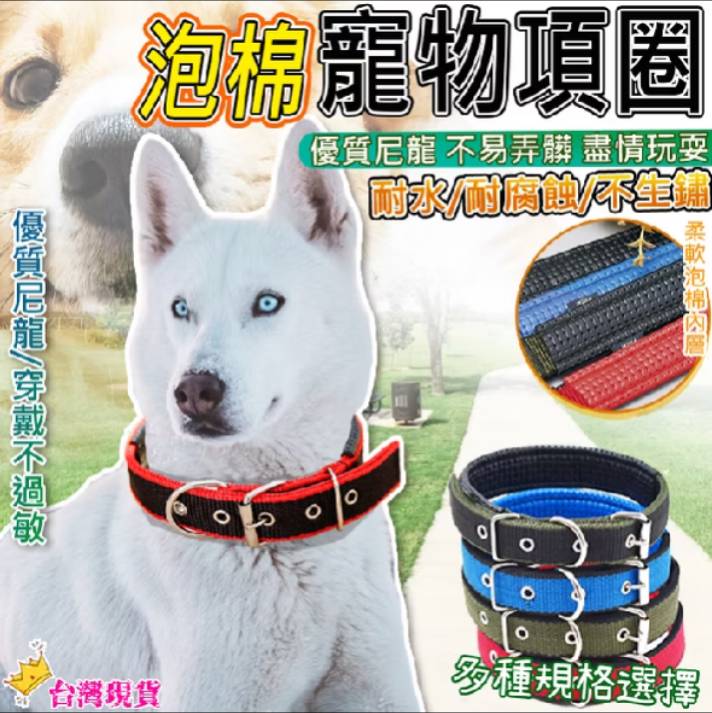 泡棉寵物項圈
優質尼龍 不易弄髒 盡情玩耍
耐水/耐腐蝕/不生鏽
柔軟泡棉內層
優質尼龍/穿戴不過敏
多種規格選擇
台灣現貨